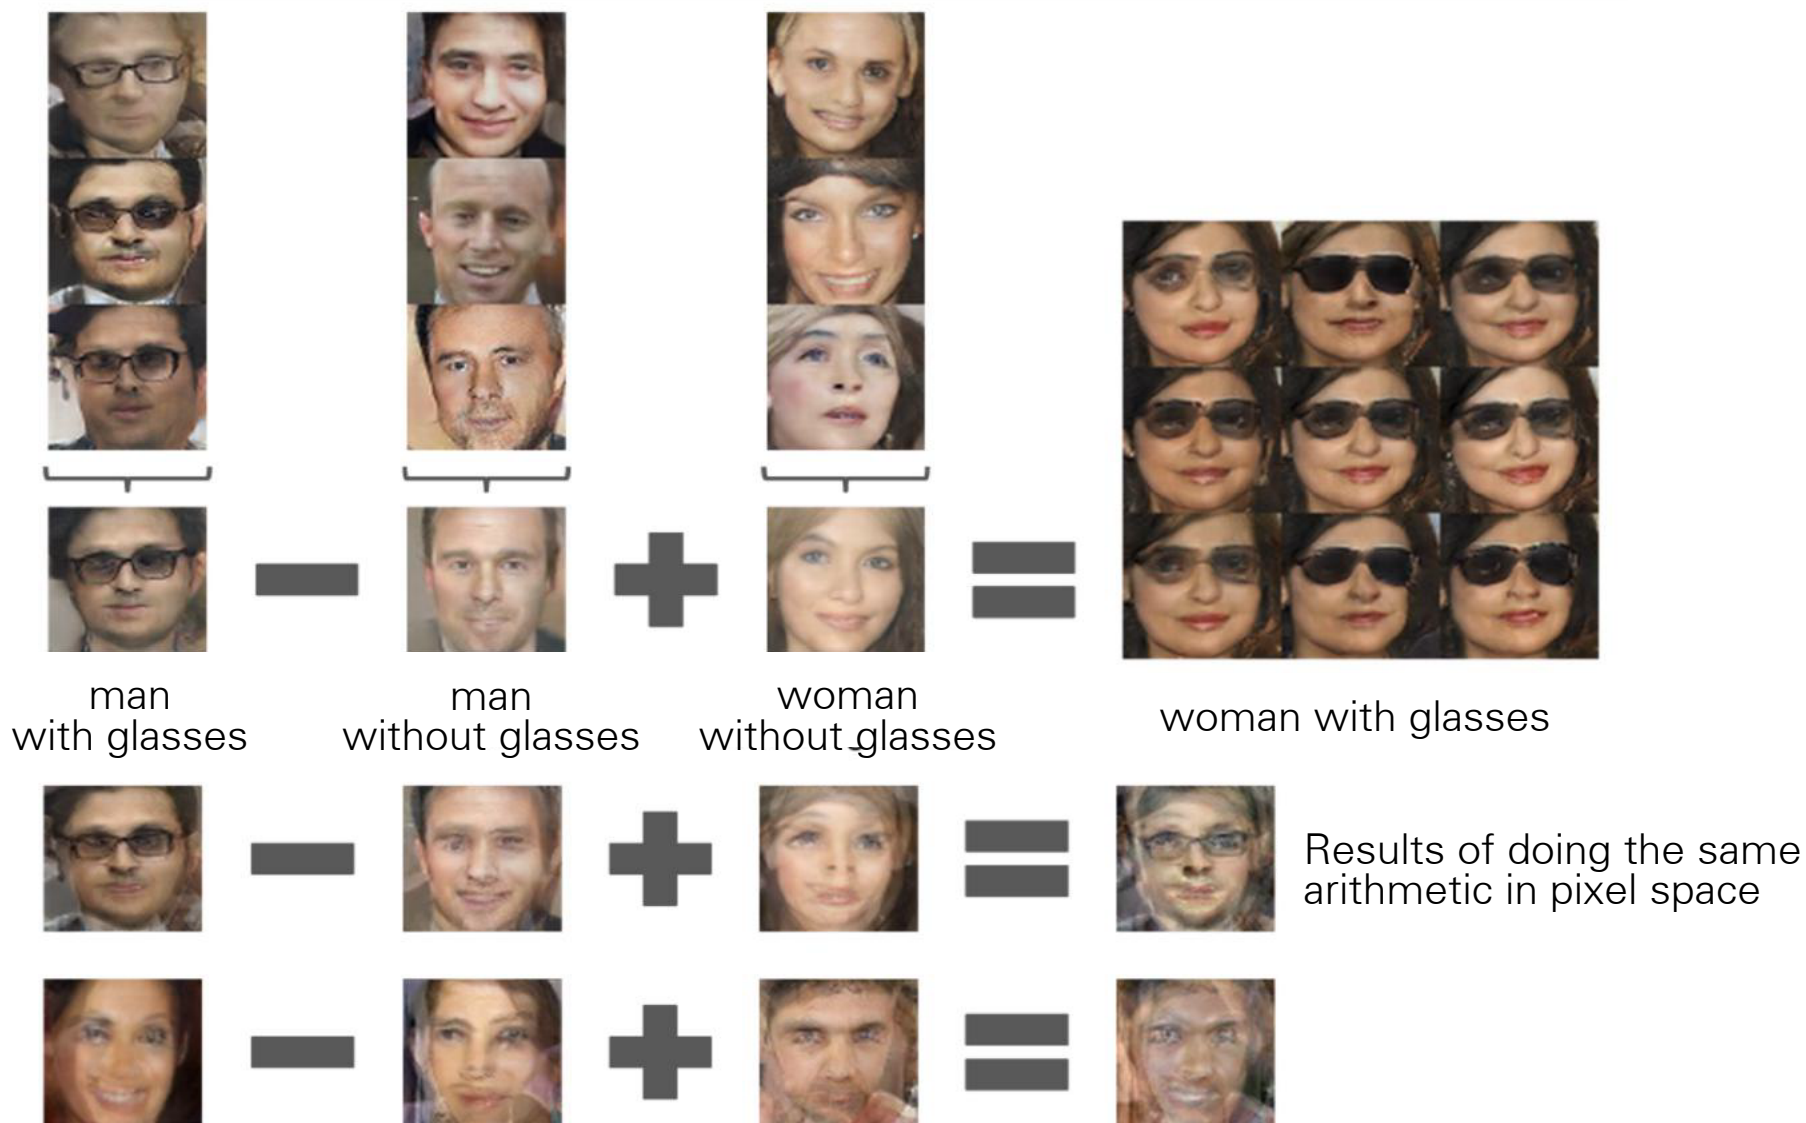 man
with glasses
man
without glasses
woman
without glasses
woman with glasses
Results of doing the same
arithmetic in pixel space